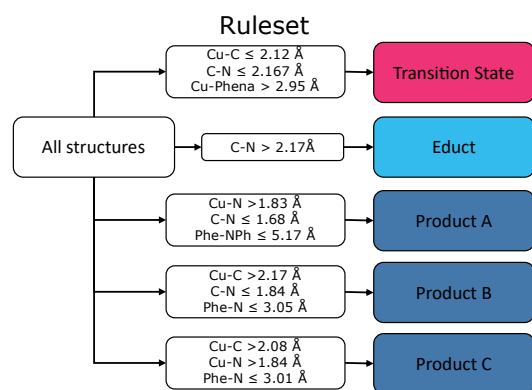 Ruleset
Cu-C ≤ 2.12 Å
C-N ≤ 2.167 Å
Cu-Phena > 2.95 Å
Transition State
All structures
C-N > 2.17Å
Educt
Cu-N >1.83 Å
C-N ≤ 1.68 Å
Phe-NPh ≤ 5.17 Å
Product A
Cu-C >2.17 Å
C-N ≤ 1.84 Å
Phe-N ≤ 3.05 Å
Product B
Cu-C >2.08 Å
Cu-N >1.84 Å
Phe-N ≤ 3.01 Å
Product C